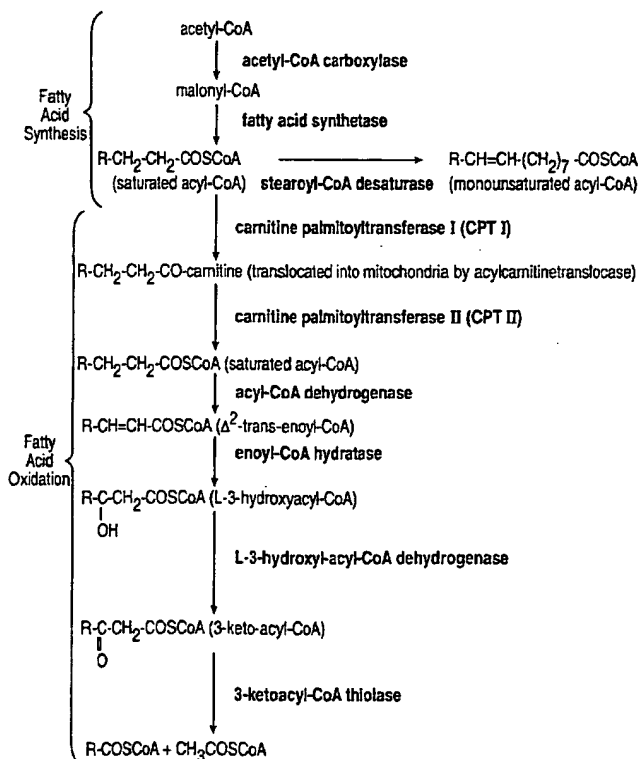 acetyl-CoA
acetyl-CoA carboxylase
malonyl-CoA
fatty acid synthetase
Fatty
Acid
Synthesis
R-CH2-CH2-COSCoA
(saturated acyl-CoA)
stearoyl-CoA desaturase
R-CH=CH-(CH2)7 -COSCoA
(monounsaturated acyl-CoA)
carnitine palmitoyltransferase I (CPT I)
R-CH2-CH2-CO-carnitine (translocated into mitochondria by acylcarnitinetranslocase)
carnitine palmitoyltransferase II (CPT II)
R-CH2-CH2-COSCoA (saturated acyl-CoA)
acyl-CoA dehydrogenase
R-CH=CH-COSCoA (Δ2-trans-enoyl-CoA)
enoyl-CoA hydratase
Fatty
Acid
Oxidation
R-C-CH2-COSCoA (L-3-hydroxyacyl-CoA)
OH
L-3-hydroxyl-acyl-CoA dehydrogenase
R-C-CH2-COSCoA (3-keto-acyl-CoA)
O
3-ketoacyl-CoA thiolase
R-COSCoA + CH3COSCoA